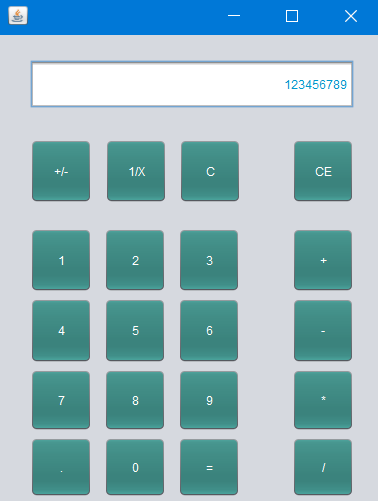 123456789
+/- 1/X C CE
1 2 3 +
4 5 6 -
7 8 9 *
. 0 = /